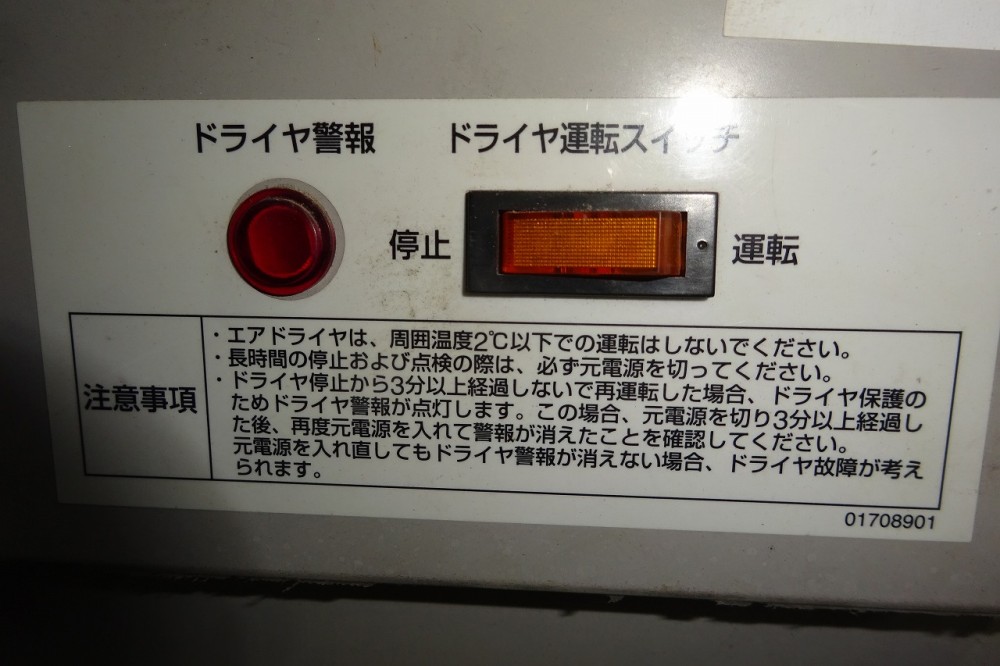 ドライヤ警報
ドライヤ運転スイッチ
停止
運転
注意事項
・エアドライヤは、周囲温度2℃以下での運転はしないでください。
・長時間の停止および点検の際は、必ず元電源を切ってください。
・ドライヤ停止から3分以上経過しないで再運転した場合、ドライヤ保護の
ためドライヤ警報が点灯します。この場合、元電源を切り3分以上経過し
た後、再度元電源を入れて警報が消えたことを確認してください。
元電源を入れ直してもドライヤ警報が消えない場合、ドライヤ故障が考え
られます。
01708901